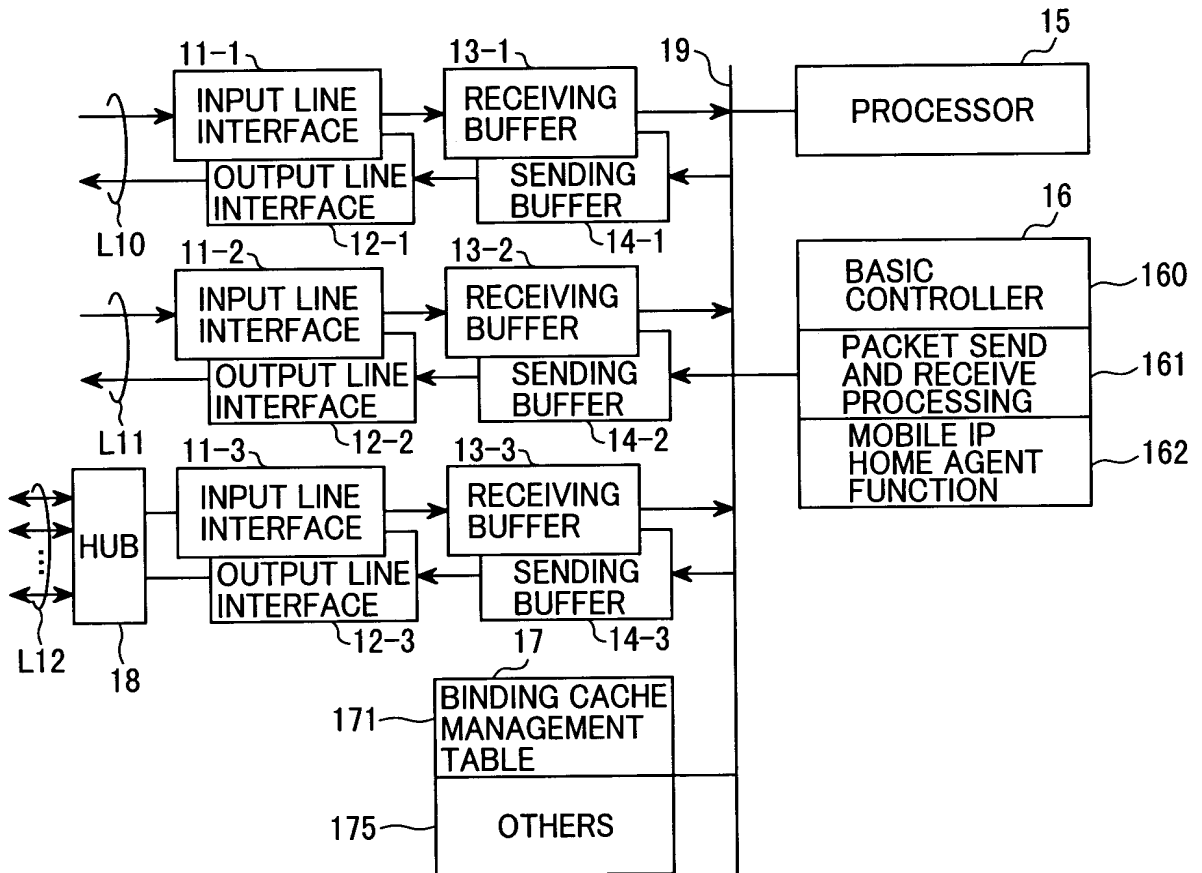 11-1
13-1
19
15
INPUT LINE
INTERFACE
RECEIVING
BUFFER
PROCESSOR
OUTPUT LINE
INTERFACE
SENDING
BUFFER
L10
12-1
14-1
16
11-2
13-2
INPUT LINE
INTERFACE
RECEIVING
BUFFER
BASIC
CONTROLLER
160
OUTPUT LINE
INTERFACE
SENDING
BUFFER
PACKET SEND
AND RECEIVE
PROCESSING
161
L11
12-2
14-2
MOBILE IP
HOME AGENT
FUNCTION
162
11-3
13-3
HUB
INPUT LINE
INTERFACE
RECEIVING
BUFFER
OUTPUT LINE
INTERFACE
SENDING
BUFFER
L12
18
12-3
14-3
17
171
BINDING CACHE
MANAGEMENT
TABLE
175
OTHERS